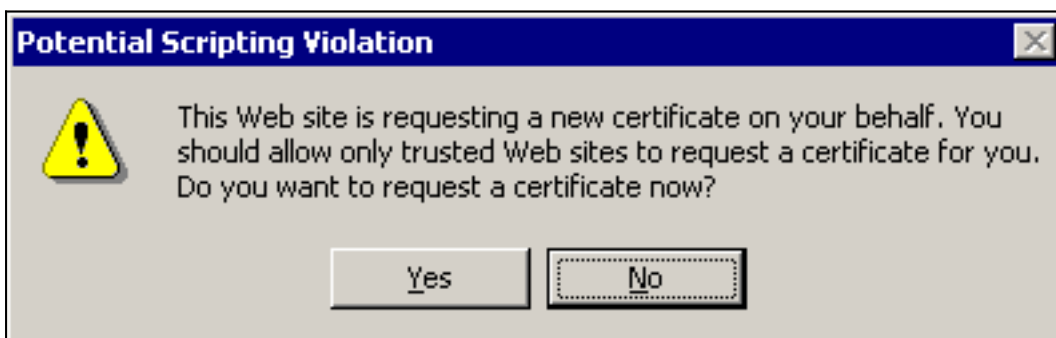 Potential Scripting Violation
This Web site is requesting a new certificate on your behalf. You
should allow only trusted Web sites to request a certificate for you.
Do you want to request a certificate now?
Yes No